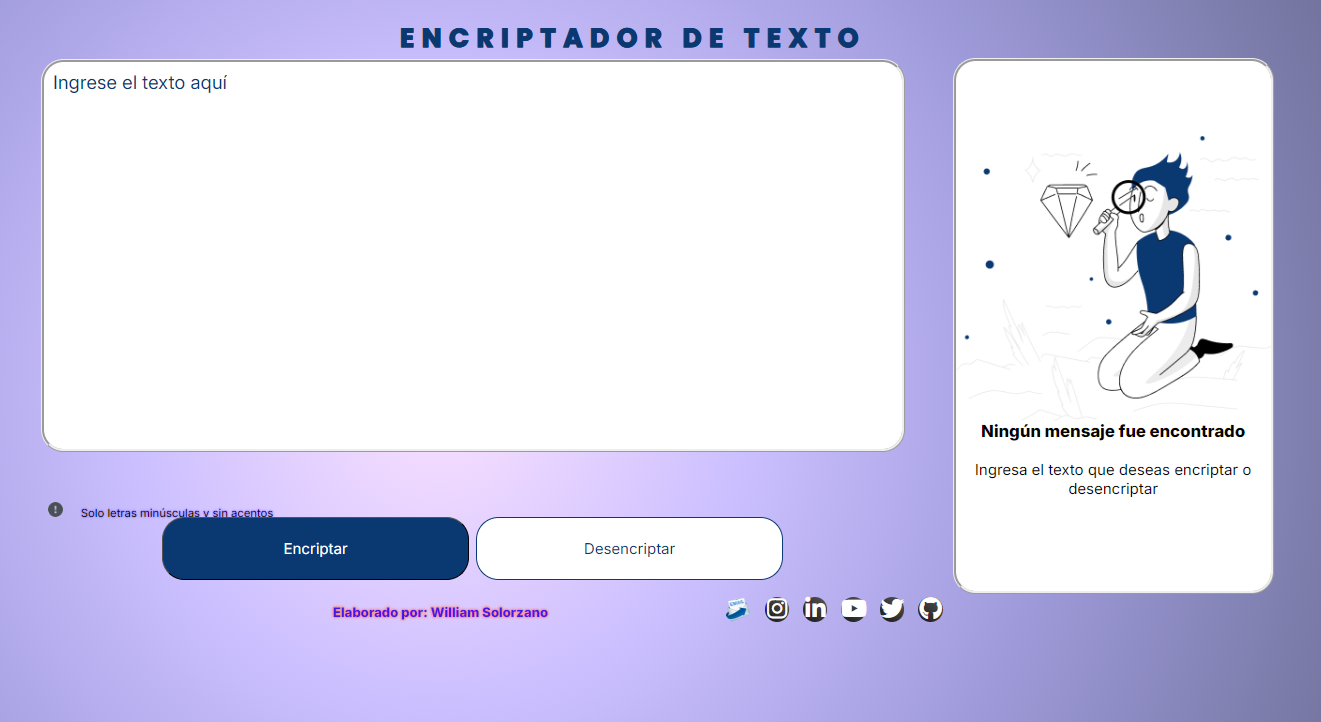 ENCRIPTADOR DE TEXTO
Ingrese el texto aquí
Ningún mensaje fue encontrado
Ingresa el texto que deseas encriptar o
desencriptar
Solo letras minúsculas y sin acentos
Encriptar
Desencriptar
Elaborado por: William Solorzano